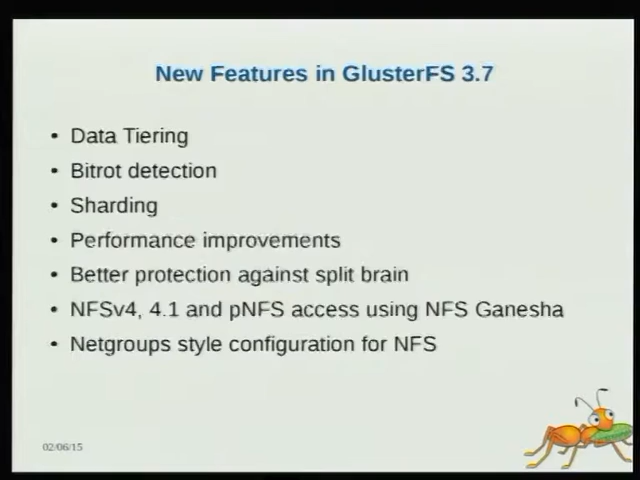 New Features in GlusterFS 3.7
• Data Tiering
• Bitrot detection
• Sharding
• Performance improvements
• Better protection against split brain
• NFSv4, 4.1 and pNFS access using NFS Ganesha
• Netgroups style configuration for NFS
02/06/15